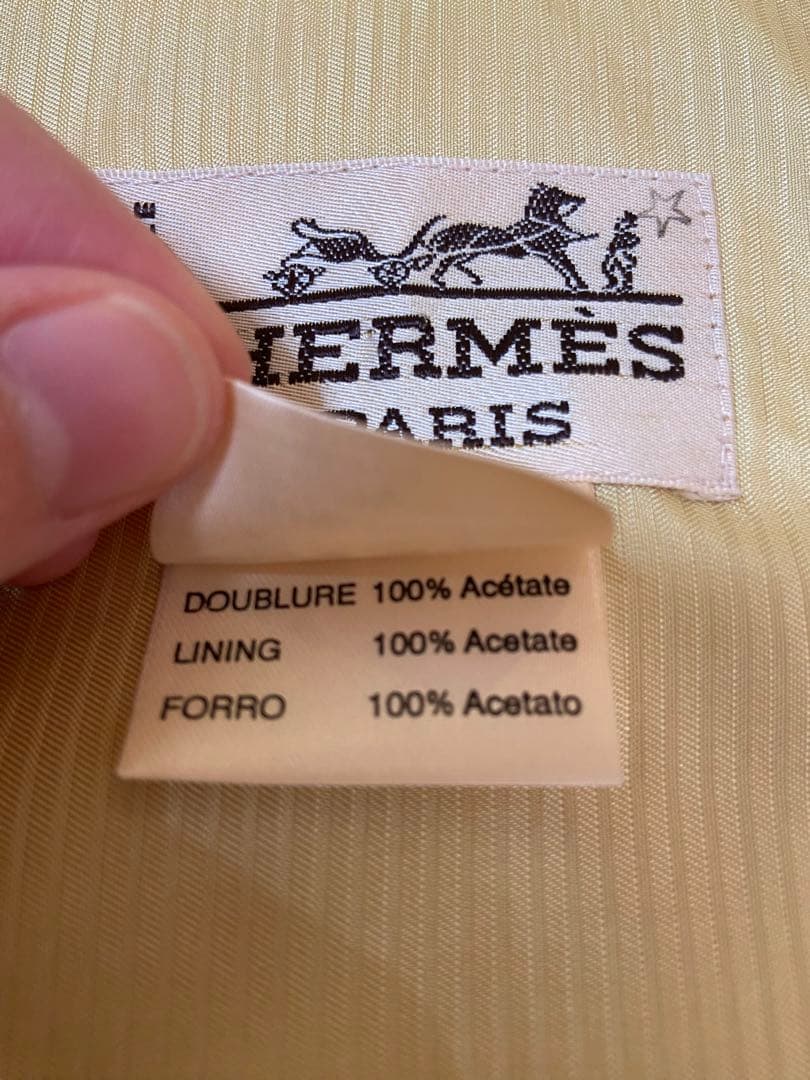 HERMÈS
PARIS
DOUBLURE 100% Acétate
LINING 100% Acetate
FORRO 100% Acetato